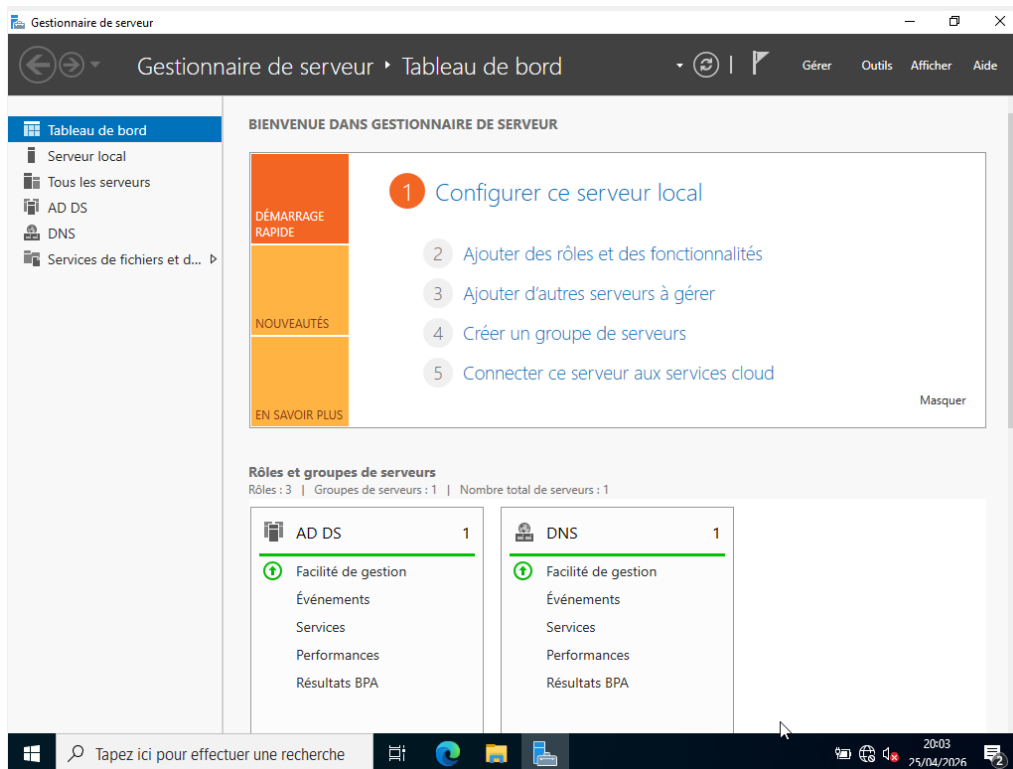 Gestionnaire de serveur
Gestionnaire de serveur ‣ Tableau de bord
Gérer Outils Afficher Aide
Tableau de bord
Serveur local
Tous les serveurs
AD DS
DNS
Services de fichiers et d...
BIENVENUE DANS GESTIONNAIRE DE SERVEUR
DÉMARRAGE
RAPIDE
NOUVEAUTÉS
EN SAVOIR PLUS
1 Configurer ce serveur local
2 Ajouter des rôles et des fonctionnalités
3 Ajouter d'autres serveurs à gérer
4 Créer un groupe de serveurs
5 Connecter ce serveur aux services cloud
Masquer
Rôles et groupes de serveurs
Rôles : 3 | Groupes de serveurs : 1 | Nombre total de serveurs : 1
AD DS 1
Facilité de gestion
Événements
Services
Performances
Résultats BPA
DNS 1
Facilité de gestion
Événements
Services
Performances
Résultats BPA
Tapez ici pour effectuer une recherche
20:03
25/04/2026
2